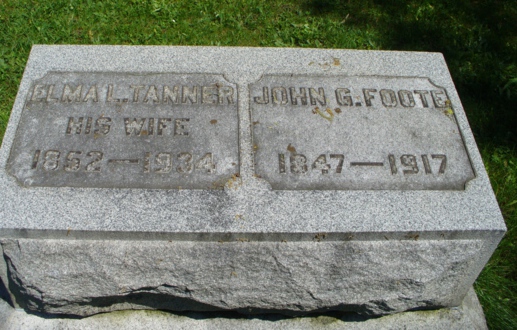 ELMA L. TANNER
HIS WIFE
1852—1934
JOHN G. FOOTE
1847—1917